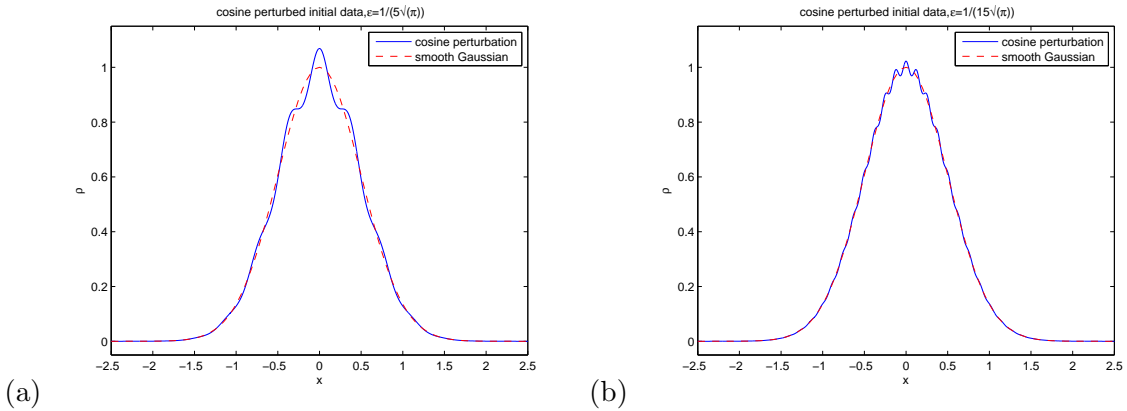 cosine perturbed initial data,ε=1/(5√(π))
cosine perturbation
smooth Gaussian
1
0.8
0.6
0.4
0.2
0
ρ
−2.5 −2 −1.5 −1 −0.5 0 0.5 1 1.5 2 2.5
x
(a)
cosine perturbed initial data,ε=1/(15√(π))
cosine perturbation
smooth Gaussian
1
0.8
0.6
0.4
0.2
0
ρ
−2.5 −2 −1.5 −1 −0.5 0 0.5 1 1.5 2 2.5
x
(b)